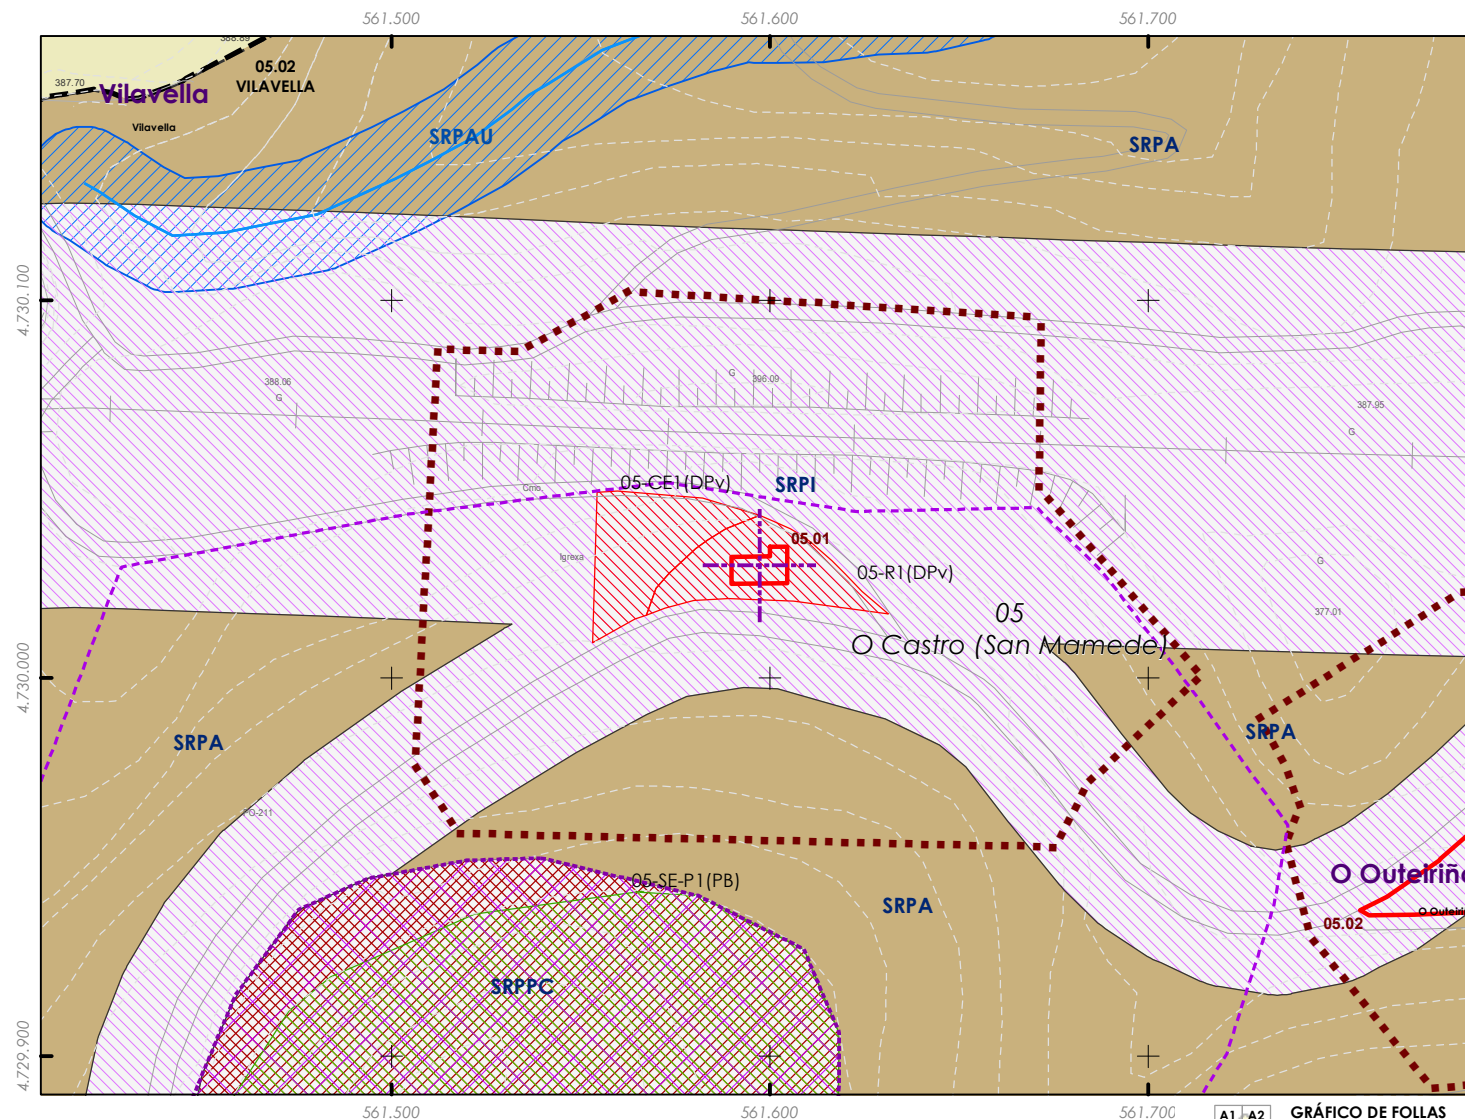 561.500
561.600
561.700
388.89
387.70
Vilavella
05.02
VILAVELLA
Vilavella
SRPAU
SRPA
4.730.100
388.06
G
G
396.09
387.95
G
Cmo.
05-CE1(DPv)
SRPI
05.01
Igrexa
05-R1(DPv)
G
05
O Castro (San Mamede)
377.01
4.730.000
SRPA
SRPA
PO-211
05-SE-P1(PB)
SRPA
O Outeiriñ
O Outeiri
05.02
SRPPC
4.729.900
561.500
561.600
561.700
A1
A2
GRÁFICO DE FOLLAS